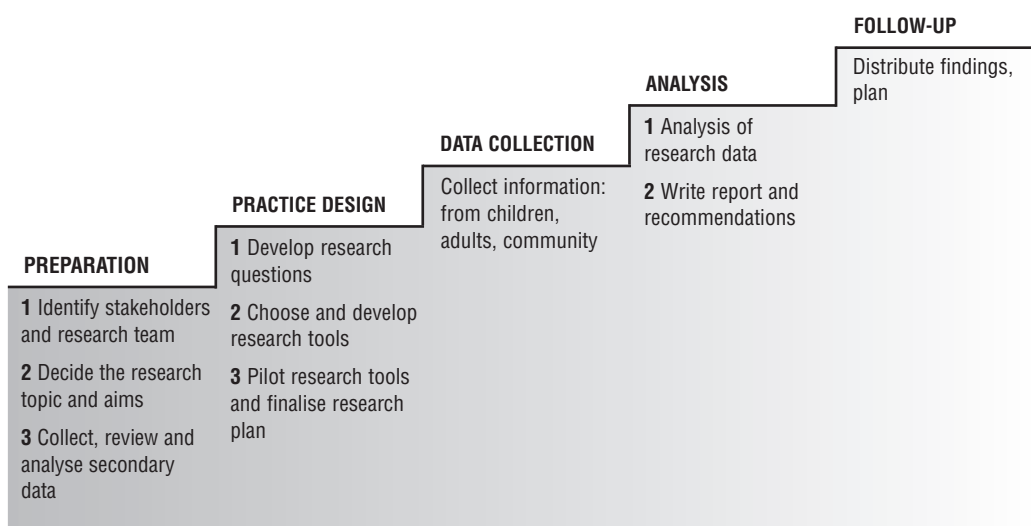 PREPARATION
1 Identify stakeholders
and research team
2 Decide the research
topic and aims
3 Collect, review and
analyse secondary
data
PRACTICE DESIGN
1 Develop research
questions
2 Choose and develop
research tools
3 Pilot research tools
and finalise research
plan
DATA COLLECTION
Collect information:
from children,
adults, community
ANALYSIS
1 Analysis of
research data
2 Write report and
recommendations
FOLLOW-UP
Distribute findings,
plan